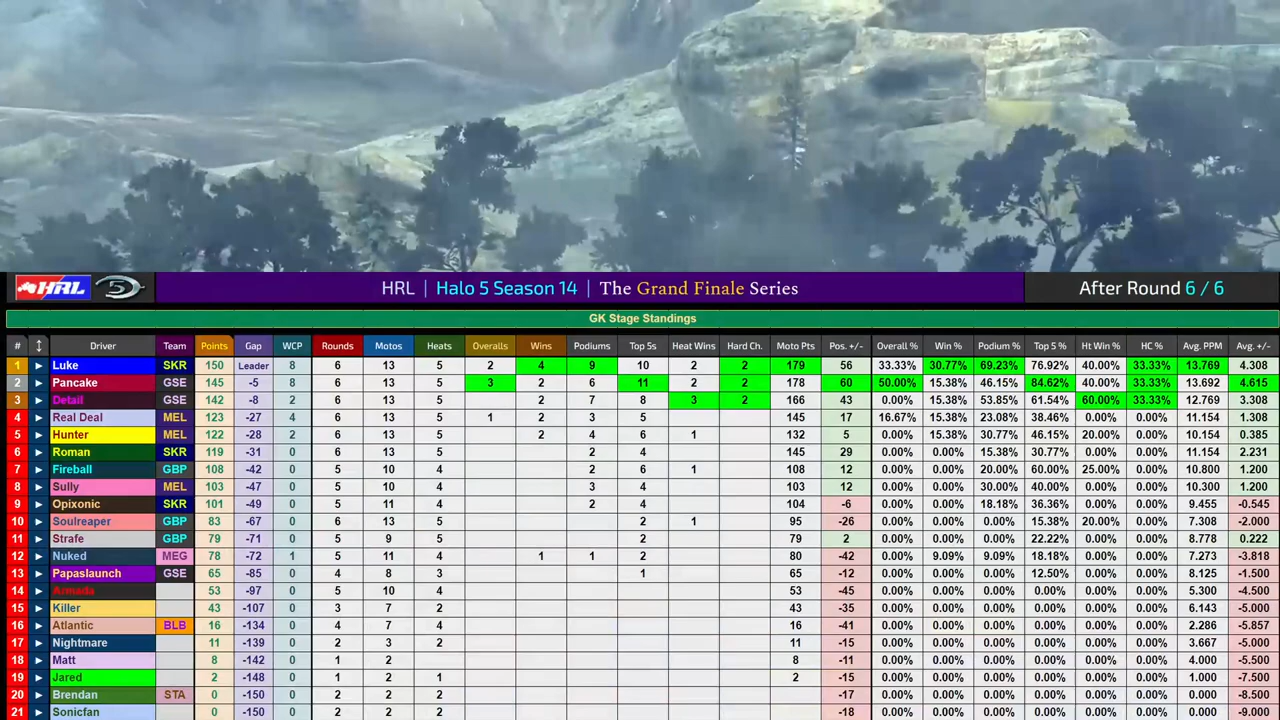 HRL 5 HRL | Halo 5 Season 14 | The Grand Finale Series After Round 6 / 6
GK Stage Standings
# ↕ Driver Team Points Gap WCP Rounds Motos Heats Overalls Wins Podiums Top 5s Heat Wins Hard Ch. Moto Pts Pos. +/- Overall % Win % Podium % Top 5 % Ht Win % HC % Avg. PPM Avg. +/-
1 ► Luke SKR 150 Leader 8 6 13 5 2 4 9 10 2 2 179 56 33.33% 30.77% 69.23% 76.92% 40.00% 33.33% 13.769 4.308
2 ► Pancake GSE 145 -5 8 6 13 5 3 2 6 11 2 2 178 60 50.00% 15.38% 46.15% 84.62% 40.00% 33.33% 13.692 4.615
3 ► Detail GSE 142 -8 2 6 13 5 2 7 8 3 2 166 43 0.00% 15.38% 53.85% 61.54% 60.00% 33.33% 12.769 3.308
4 ► Real Deal MEL 123 -27 4 6 13 5 1 2 3 5 145 17 16.67% 15.38% 23.08% 38.46% 0.00% 0.00% 11.154 1.308
5 ► Hunter MEL 122 -28 2 6 13 5 2 4 6 1 132 5 0.00% 15.38% 30.77% 46.15% 20.00% 0.00% 10.154 0.385
6 ► Roman SKR 119 -31 0 6 13 5 2 4 145 29 0.00% 0.00% 15.38% 30.77% 0.00% 0.00% 11.154 2.231
7 ► Fireball GBP 108 -42 0 5 10 4 2 6 1 108 12 0.00% 0.00% 20.00% 60.00% 25.00% 0.00% 10.800 1.200
8 ► Sully MEL 103 -47 0 5 10 4 3 4 103 12 0.00% 0.00% 30.00% 40.00% 0.00% 0.00% 10.300 1.200
9 ► Opixonic SKR 101 -49 0 5 11 4 2 4 104 -6 0.00% 0.00% 18.18% 36.36% 0.00% 0.00% 9.455 -0.545
10 ► Soulreaper GBP 83 -67 0 6 13 5 2 1 95 -26 0.00% 0.00% 0.00% 15.38% 20.00% 0.00% 7.308 -2.000
11 ► Strafe GBP 79 -71 0 5 9 5 2 79 2 0.00% 0.00% 0.00% 22.22% 0.00% 0.00% 8.778 0.222
12 ► Nuked MEG 78 -72 1 5 11 4 1 1 2 80 -42 0.00% 9.09% 9.09% 18.18% 0.00% 0.00% 7.273 -3.818
13 ► Papaslaunch GSE 65 -85 0 4 8 3 1 65 -12 0.00% 0.00% 0.00% 12.50% 0.00% 0.00% 8.125 -1.500
14 ► Armada 53 -97 0 5 10 4 53 -45 0.00% 0.00% 0.00% 0.00% 0.00% 0.00% 5.300 -4.500
15 ► Killer 43 -107 0 3 7 2 43 -35 0.00% 0.00% 0.00% 0.00% 0.00% 0.00% 6.143 -5.000
16 ► Atlantic BLB 16 -134 0 4 7 4 16 -41 0.00% 0.00% 0.00% 0.00% 0.00% 0.00% 2.286 -5.857
17 ► Nightmare 11 -139 0 2 3 2 11 -15 0.00% 0.00% 0.00% 0.00% 0.00% 0.00% 3.667 -5.000
18 ► Matt 8 -142 0 1 2 8 -11 0.00% 0.00% 0.00% 0.00% 0.00% 0.00% 4.000 -5.500
19 ► Jared 2 -148 0 1 2 1 2 -15 0.00% 0.00% 0.00% 0.00% 0.00% 0.00% 1.000 -7.500
20 ► Brendan STA 0 -150 0 2 2 2 -17 0.00% 0.00% 0.00% 0.00% 0.00% 0.00% 0.000 -8.500
21 ► Sonicfan 0 -150 0 2 2 2 -18 0.00% 0.00% 0.00% 0.00% 0.00% 0.00% 0.000 -9.000